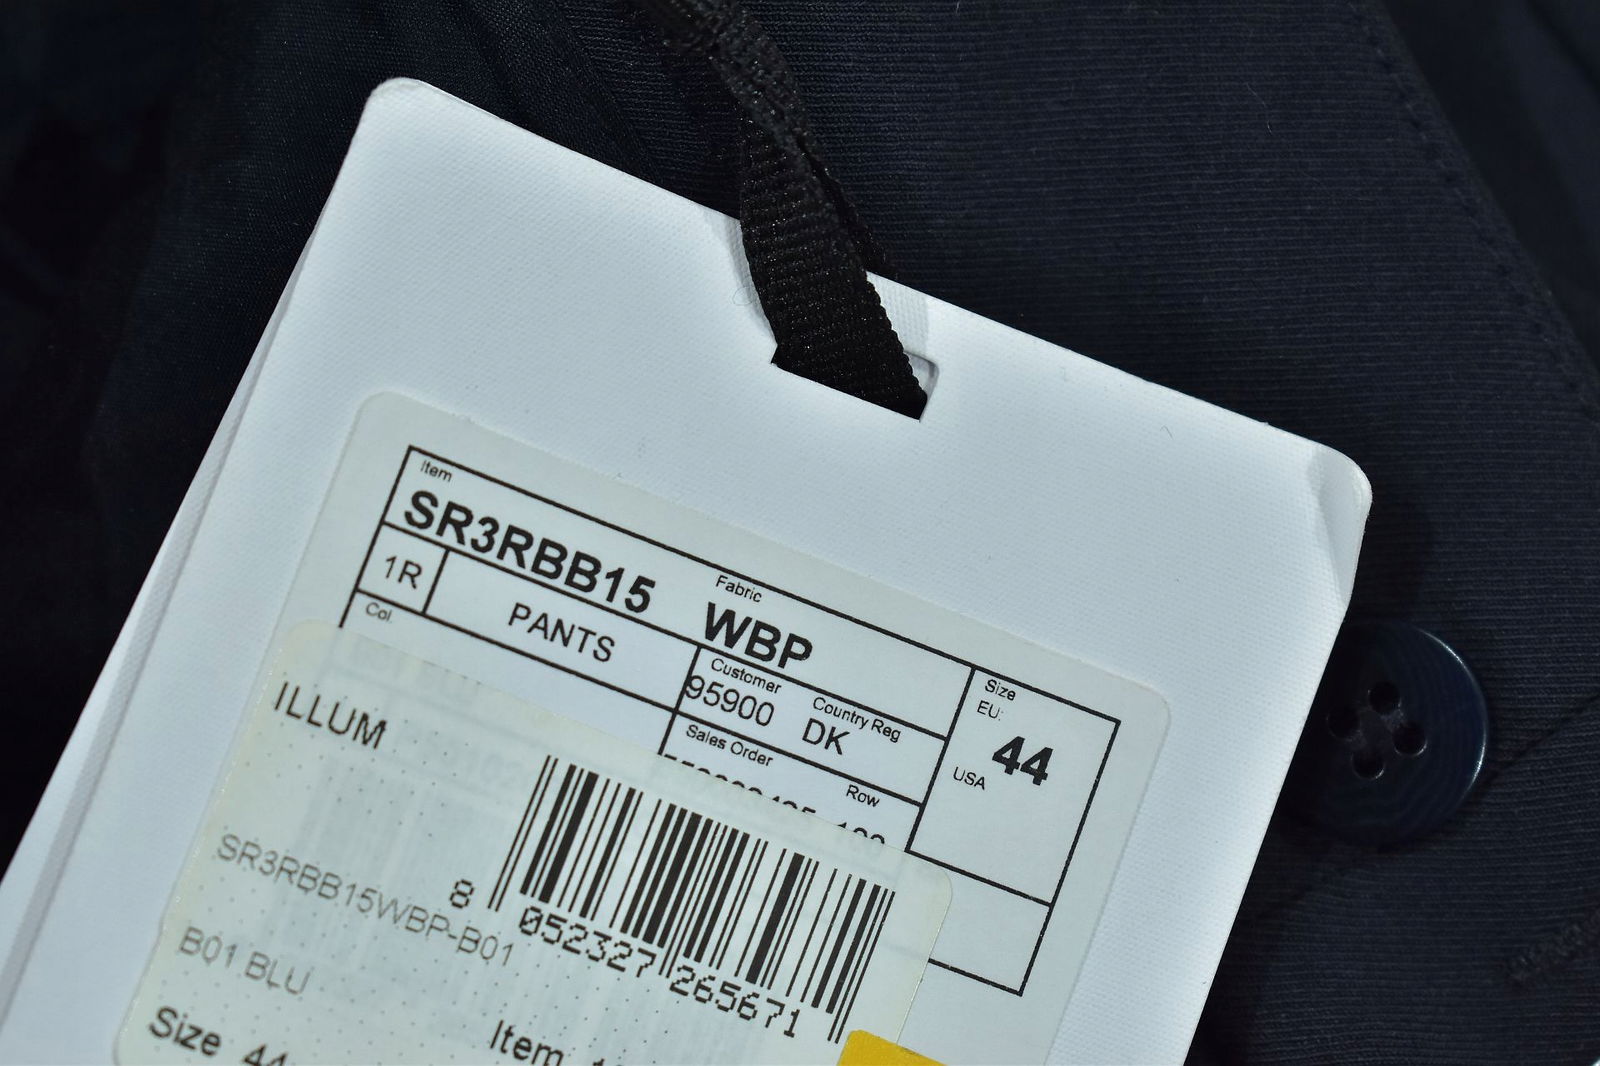 Item
SR3RBB15
Fabric
WBP
1R
PANTS
Customer
95900
Country Reg
DK
Size
EU:
44
USA
Col.
Sales Order
Row
ILLUM
SR3RBB15WBP-B01
8 052327 265671
B01 BLU
Size 44
Item